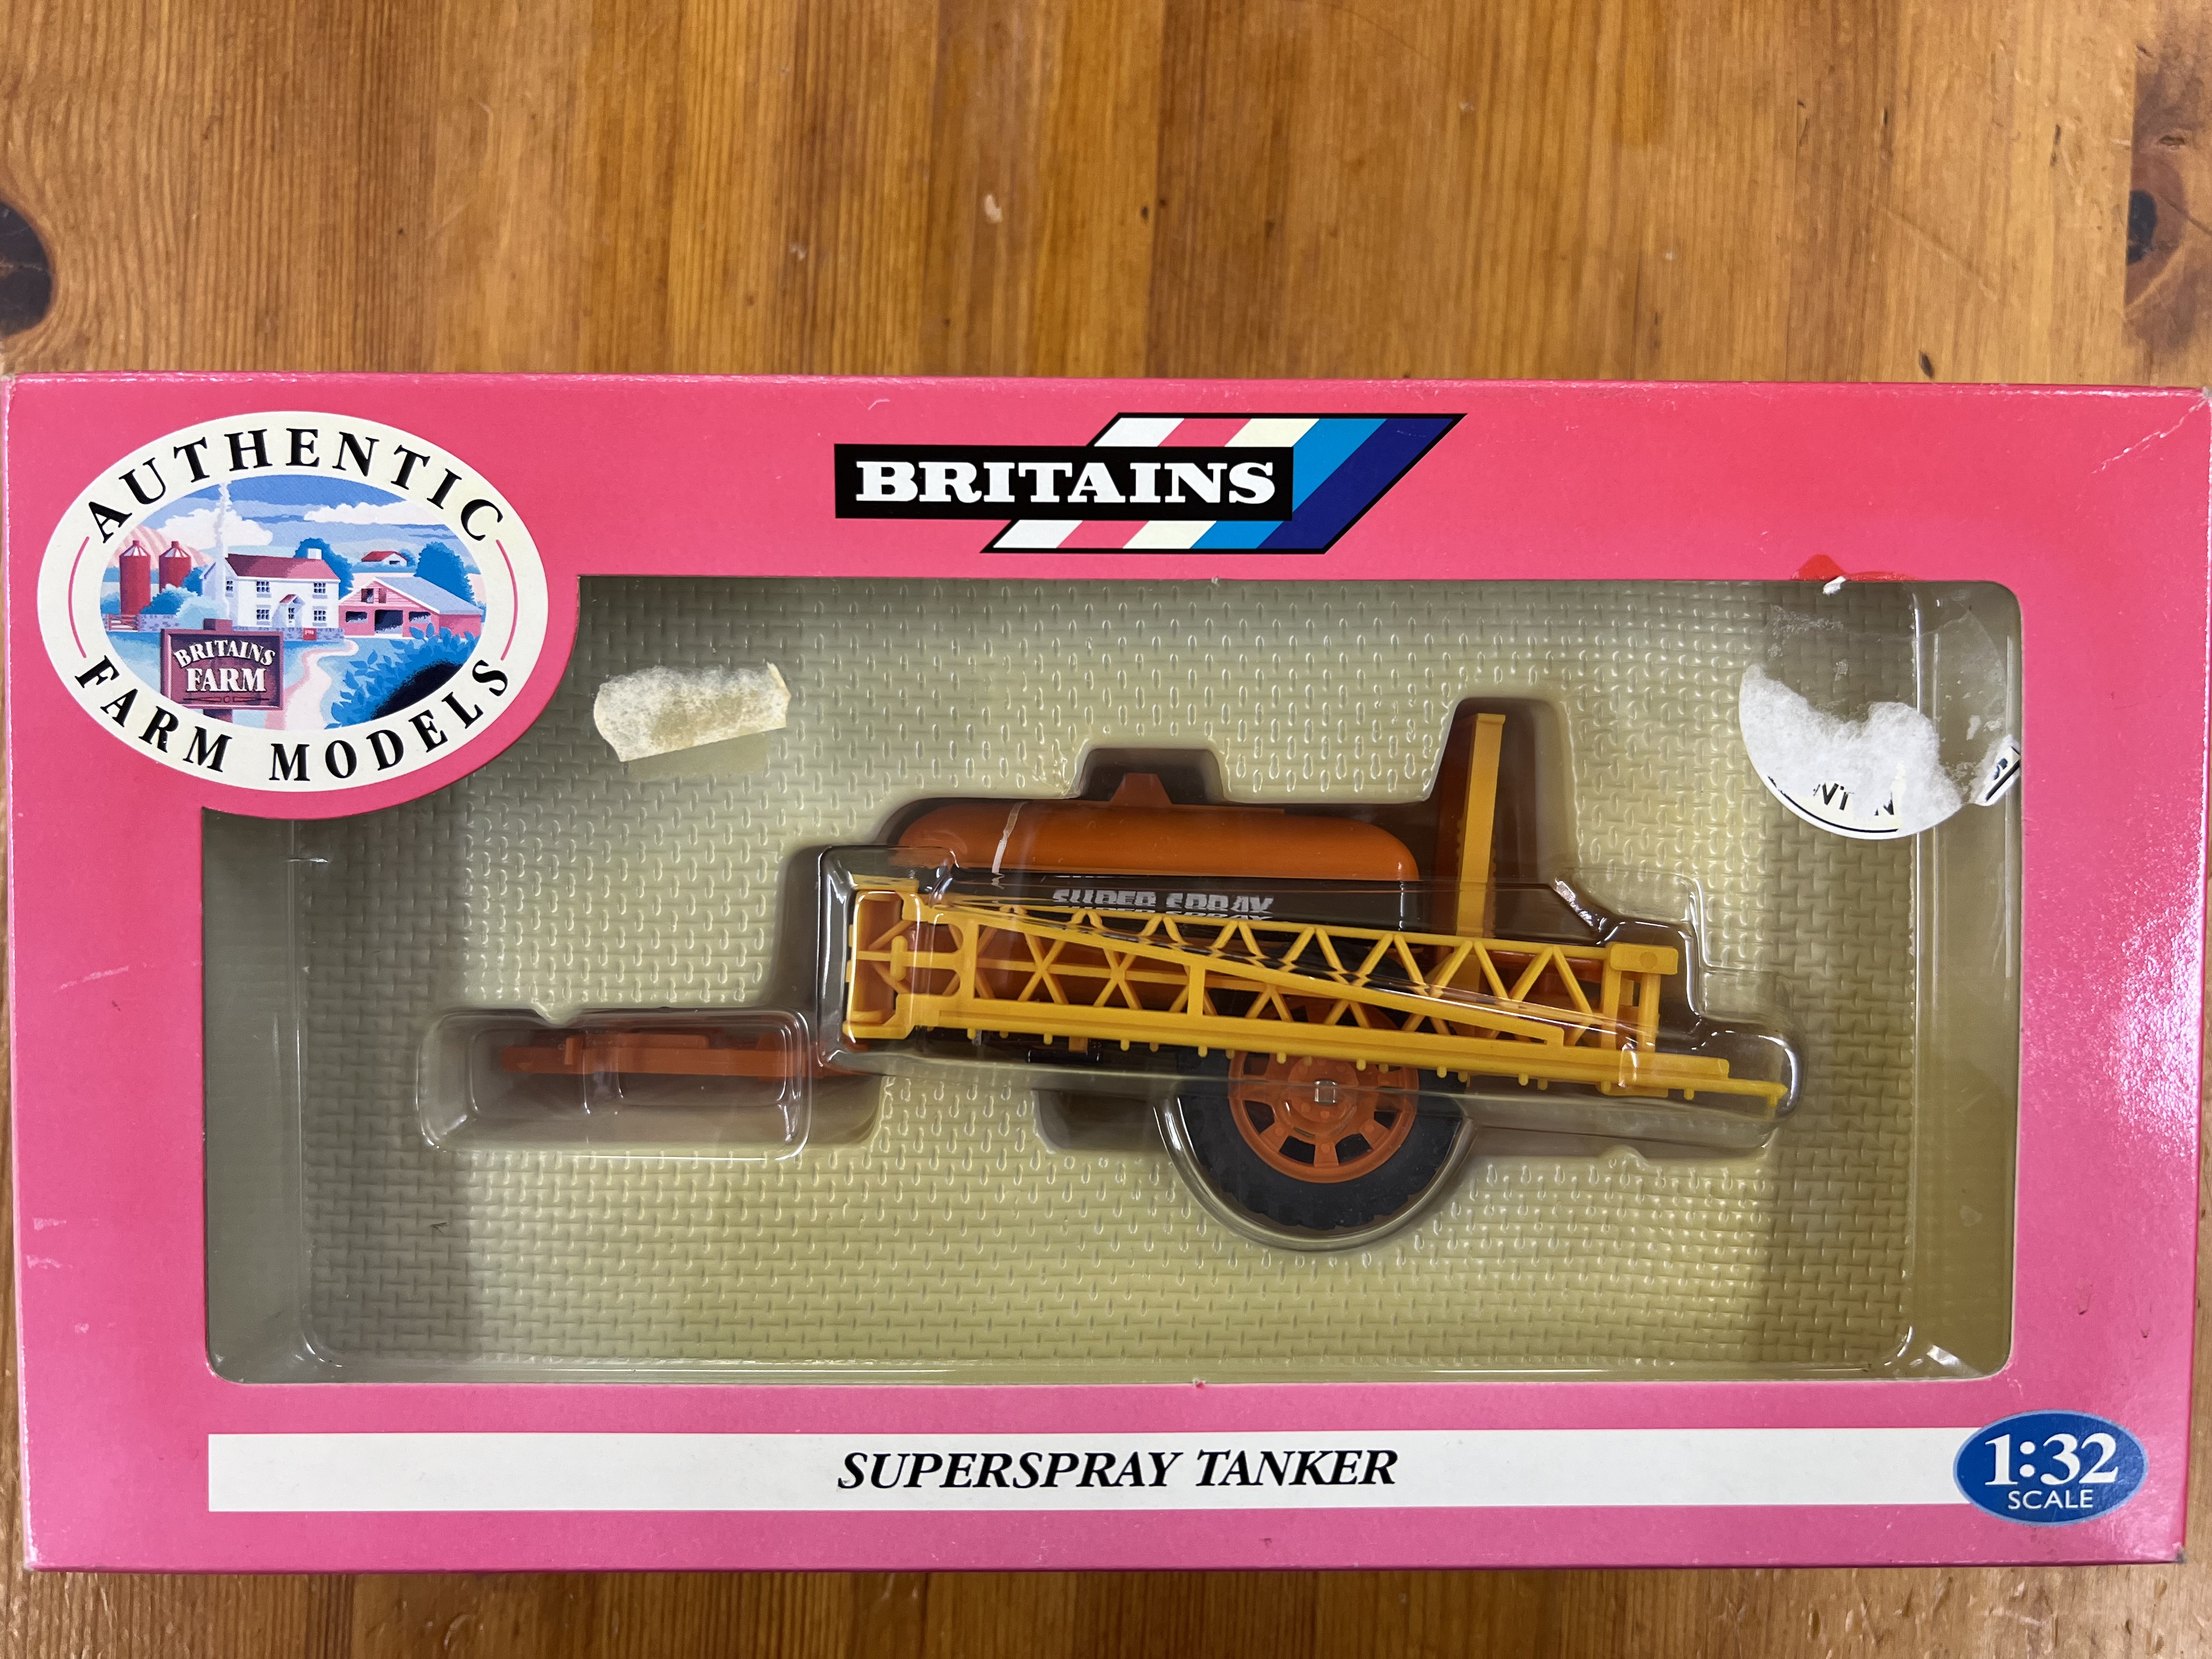 AUTHENTIC
FARM MODELS
BRITAINS
FARM
BRITAINS
SUPER SPRAY
SUPERSPRAY TANKER
1:32
SCALE